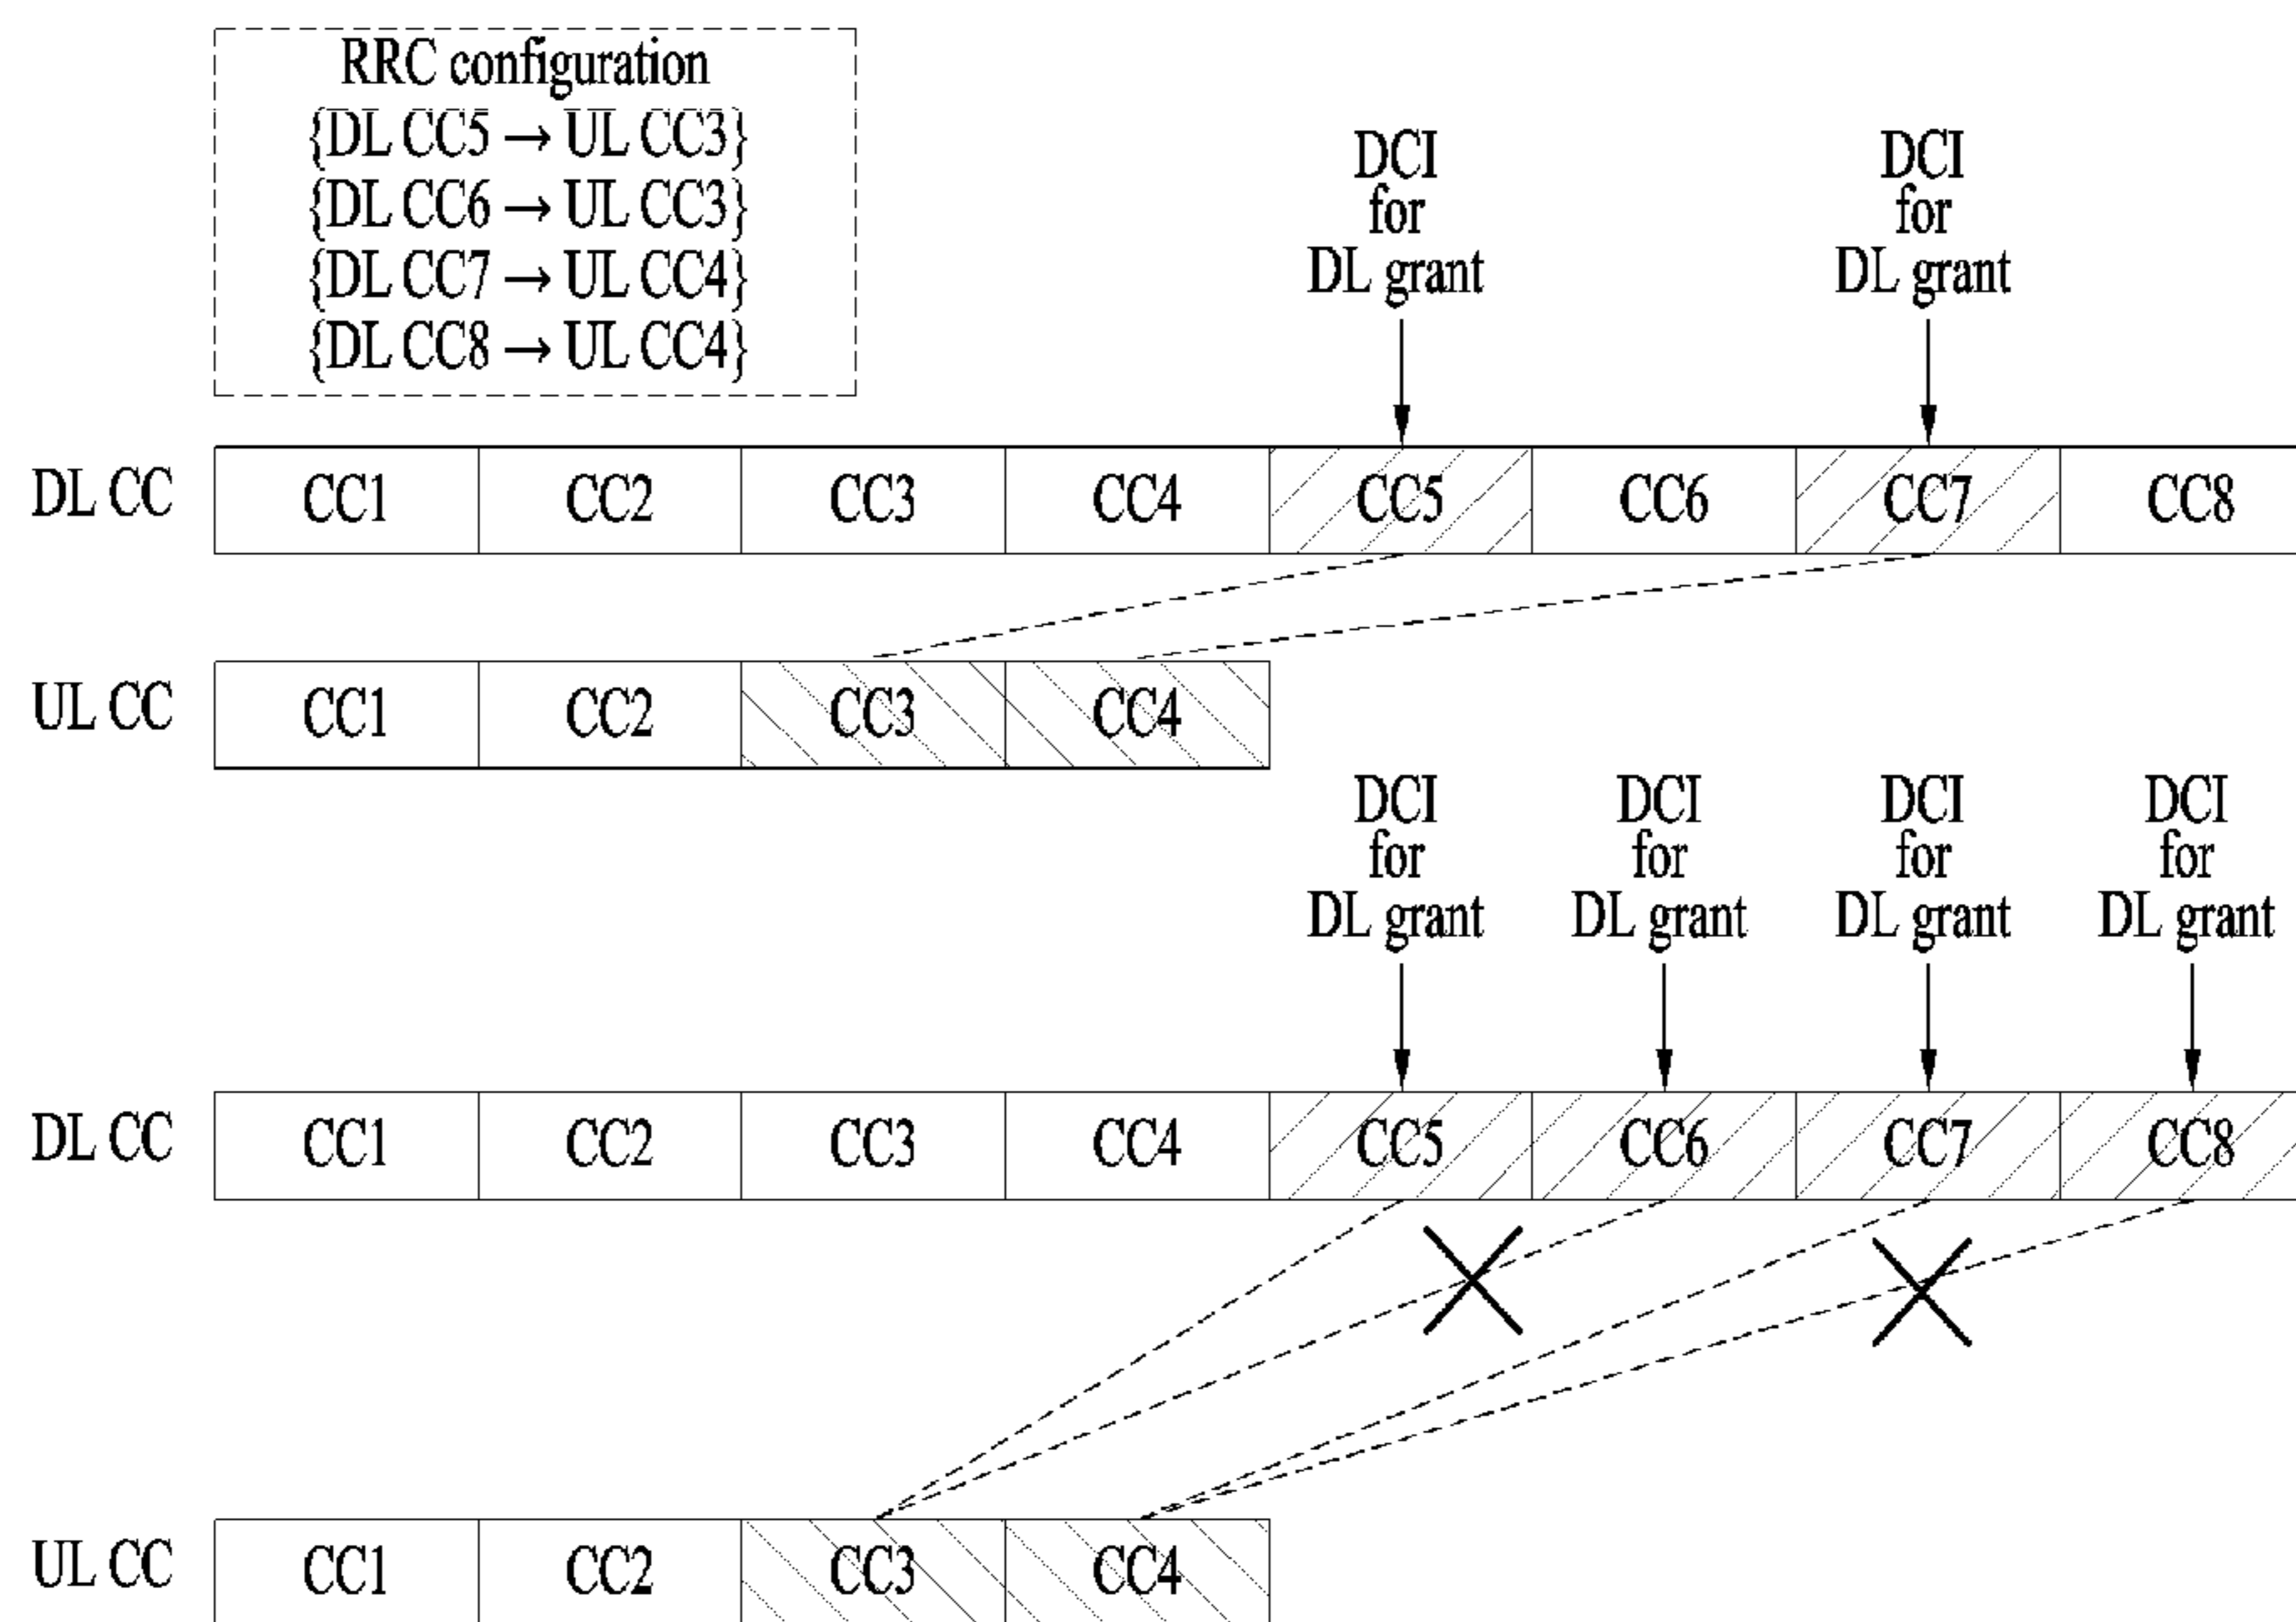 RRC configuration
{DL CC5 → UL CC3}
{DL CC6 → UL CC3}
{DL CC7 → UL CC4}
{DL CC8 → UL CC4}
DCI for DL grant
DCI for DL grant
DL CC CC1 CC2 CC3 CC4 CC5 CC6 CC7 CC8
UL CC CC1 CC2 CC3 CC4
DCI for DL grant
DCI for DL grant
DCI for DL grant
DCI for DL grant
DL CC CC1 CC2 CC3 CC4 CC5 CC6 CC7 CC8
UL CC CC1 CC2 CC3 CC4